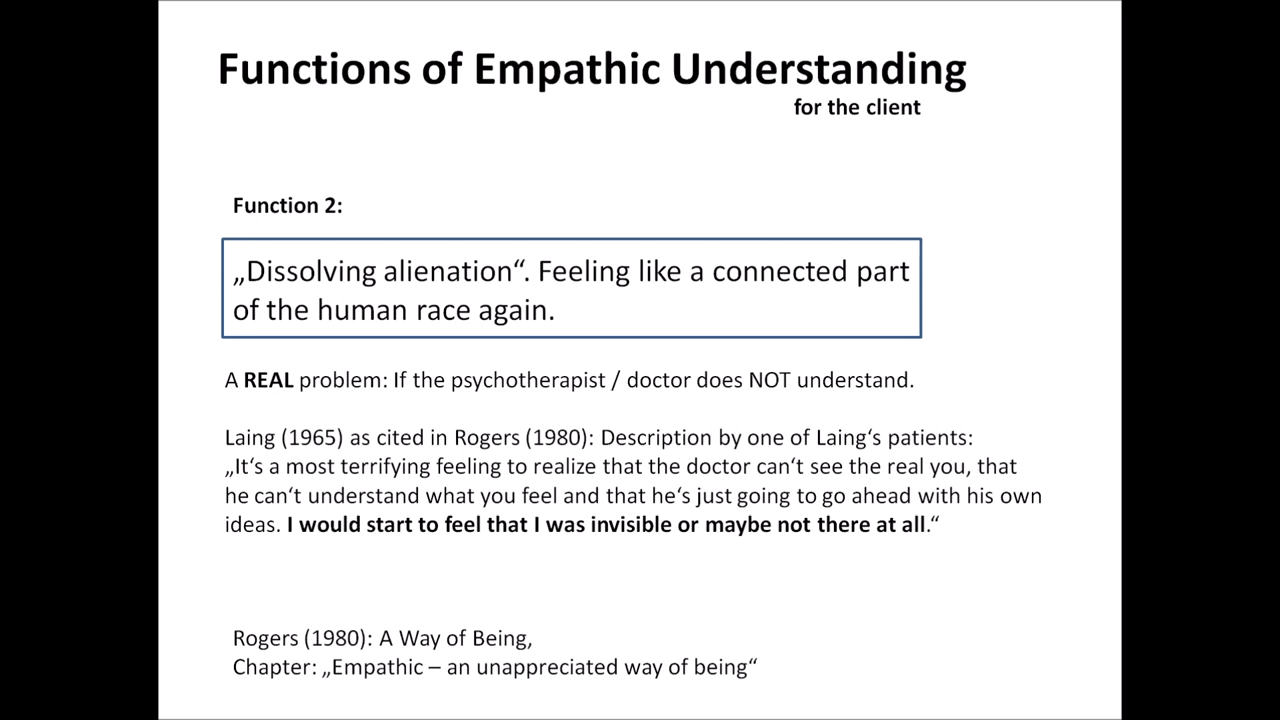 Functions of Empathic Understanding
for the client
Function 2:
„Dissolving alienation“. Feeling like a connected part
of the human race again.
A REAL problem: If the psychotherapist / doctor does NOT understand.
Laing (1965) as cited in Rogers (1980): Description by one of Laing‘s patients:
„It‘s a most terrifying feeling to realize that the doctor can‘t see the real you, that
he can‘t understand what you feel and that he‘s just going to go ahead with his own
ideas. I would start to feel that I was invisible or maybe not there at all.“
Rogers (1980): A Way of Being,
Chapter: „Empathic – an unappreciated way of being“